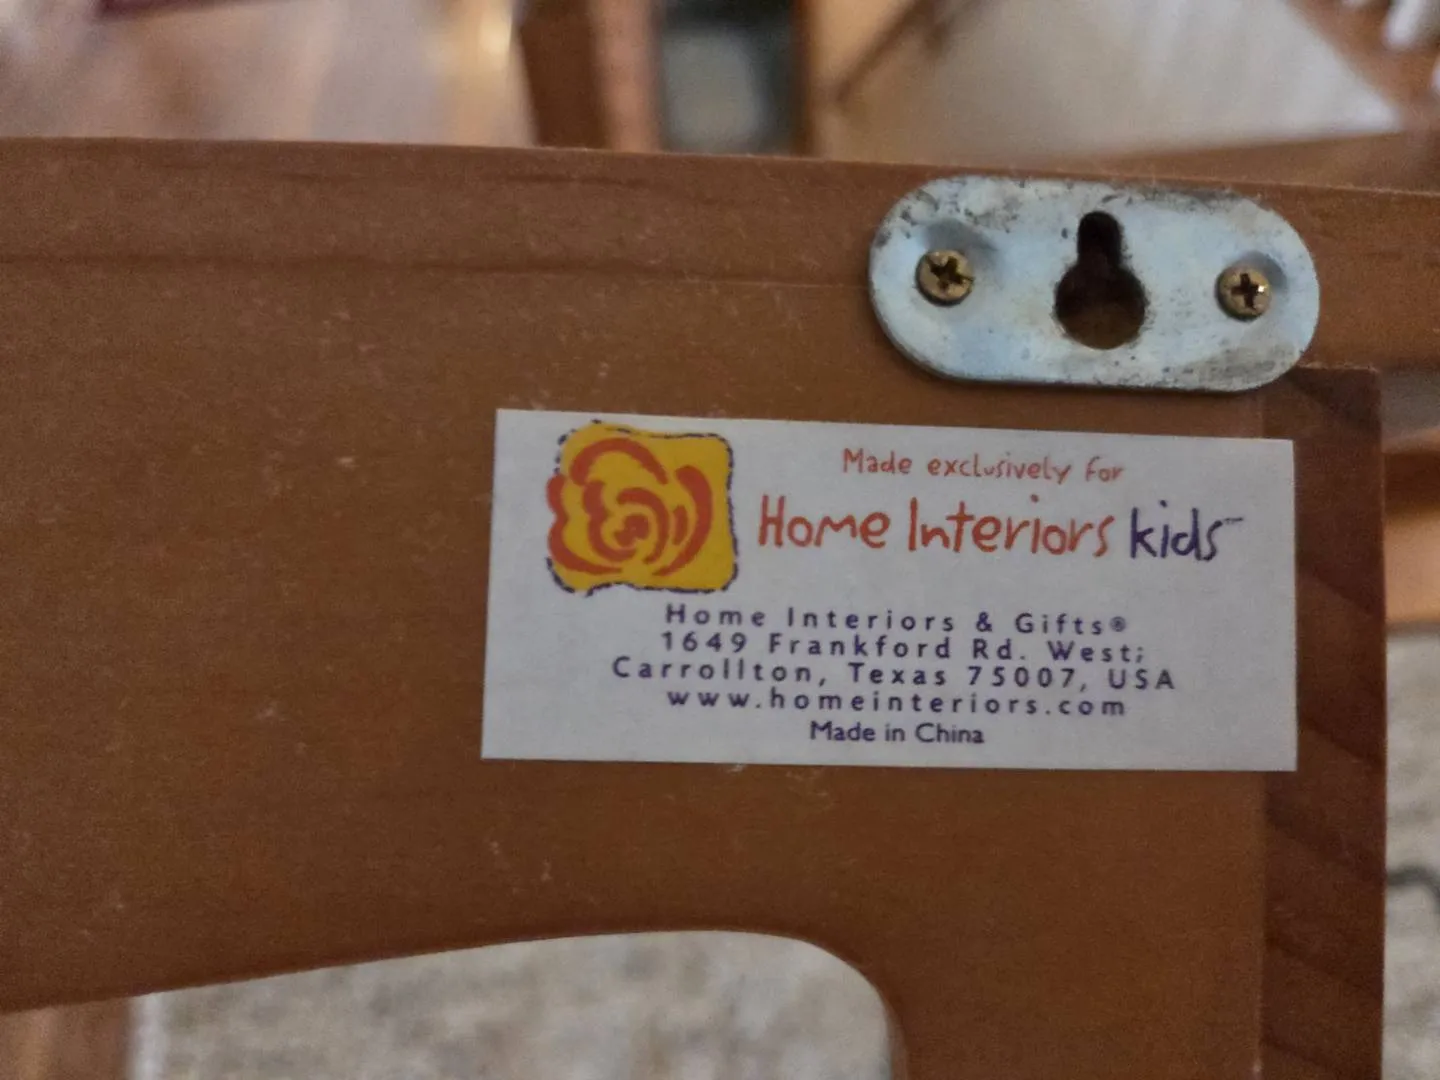 Made exclusively for
Home Interiors kids™
Home Interiors & Gifts®
1649 Frankford Rd. West;
Carrollton, Texas 75007, USA
www.homeinteriors.com
Made in China